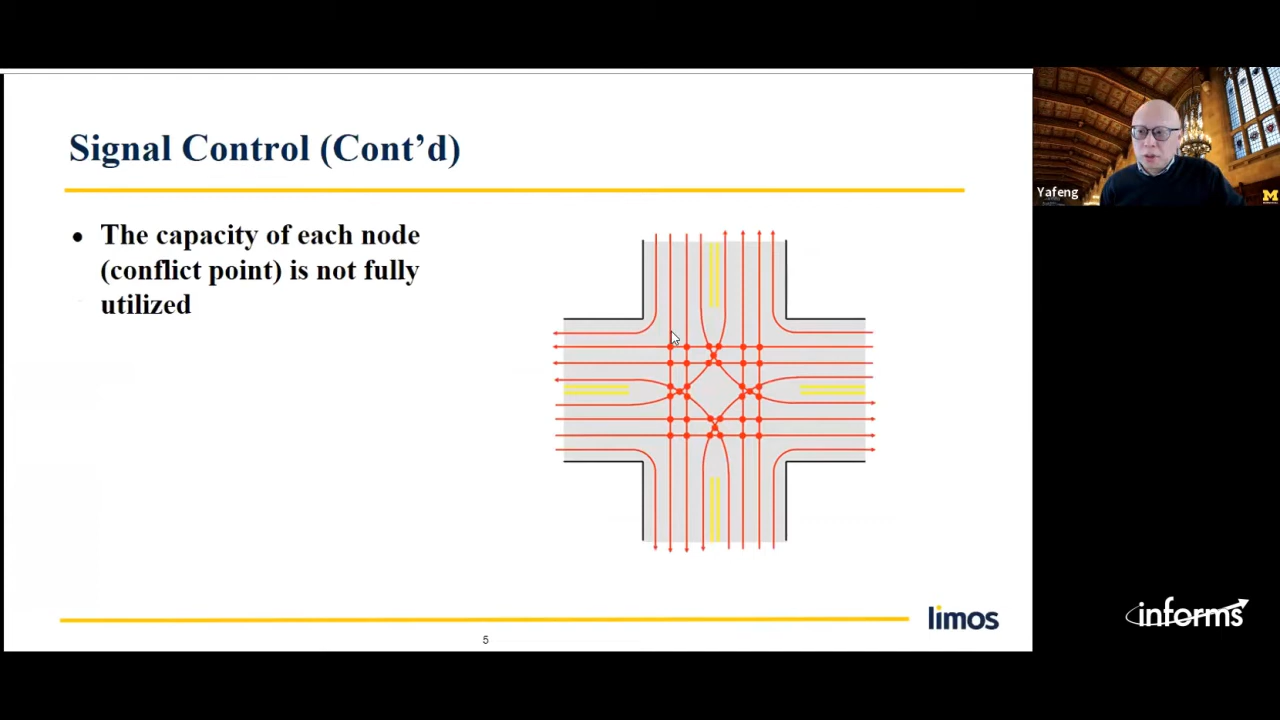 Signal Control (Cont’d)
• The capacity of each node
(conflict point) is not fully
utilized
limos
5
Yafeng
M
informs